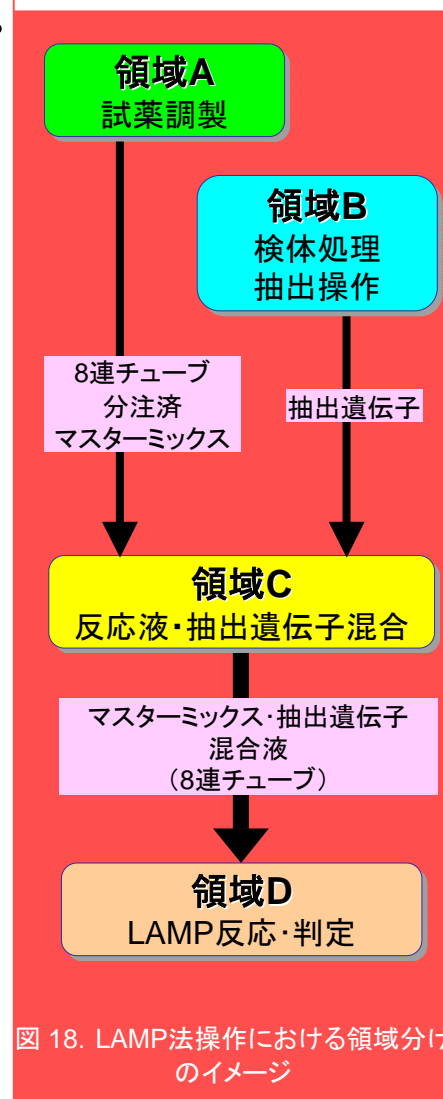 領域A
試薬調製
領域B
検体処理
抽出操作
8連チューブ
分注済
マスターミックス
抽出遺伝子
領域C
反応液・抽出遺伝子混合
マスターミックス・抽出遺伝子
混合液
（8連チューブ）
領域D
LAMP反応・判定
図 18. LAMP法操作における領域分け
のイメージ